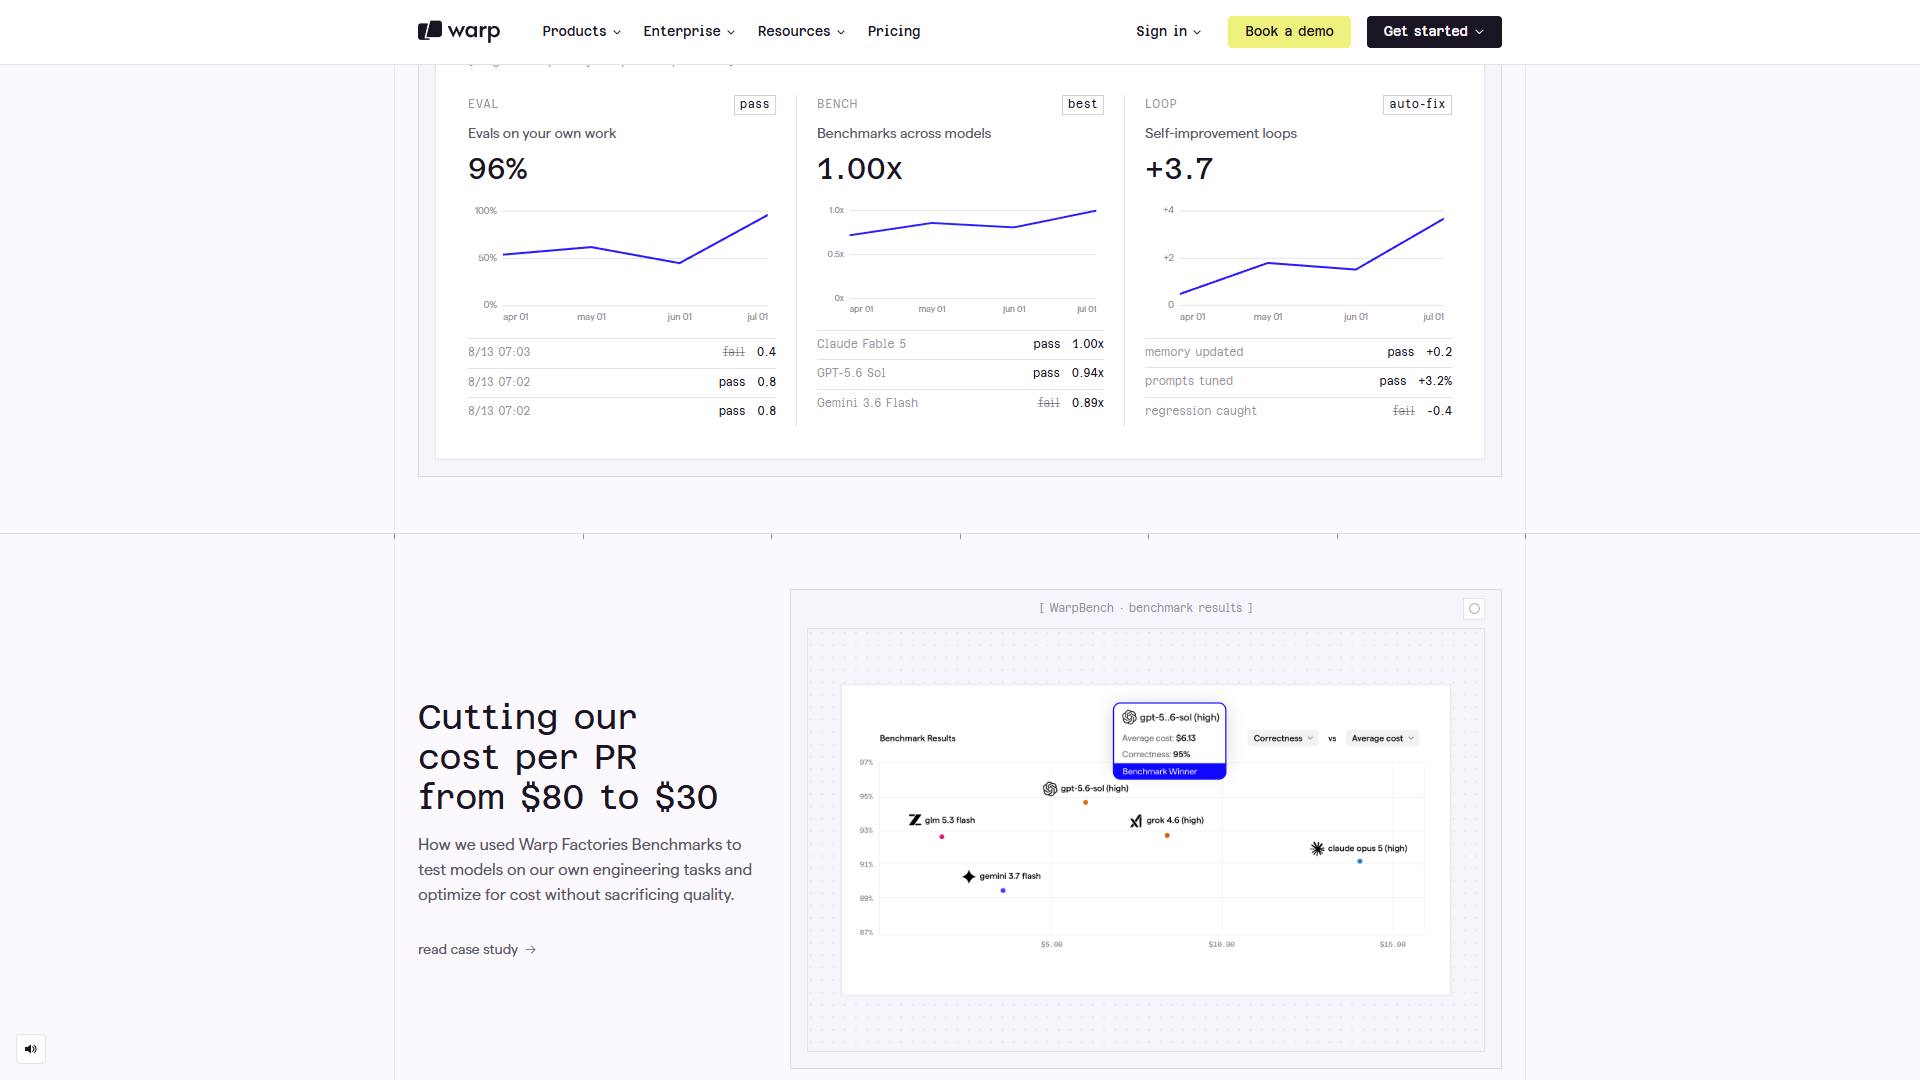 warp
Products
Enterprise
Resources
Pricing
Sign in
Book a demo
Get started
EVAL
pass
Evals on your own work
96%
100%
50%
0%
apr 01
may 01
jun 01
jul 01
8/13 07:03 fail 0.4
8/13 07:02 pass 0.8
8/13 07:02 pass 0.8
BENCH
best
Benchmarks across models
1.00x
1.0x
0.5x
0x
apr 01
may 01
jun 01
jul 01
Claude Fable 5 pass 1.00x
GPT-5.6 Sol pass 0.94x
Gemini 3.6 Flash fail 0.89x
LOOP
auto-fix
Self-improvement loops
+3.7
+4
+2
0
apr 01
may 01
jun 01
jul 01
memory updated pass +0.2
prompts tuned pass +3.2%
regression caught fail -0.4
Cutting our
cost per PR
from $80 to $30
How we used Warp Factories Benchmarks to
test models on our own engineering tasks and
optimize for cost without sacrificing quality.
read case study →
[ WarpBench · benchmark results ]
Benchmark Results
gpt-5..6-sol (high)
Average cost: $6.13
Correctness: 95%
Benchmark Winner
Correctness vs Average cost
97%
95%
93%
91%
89%
87%
gpt-5.6-sol (high)
glm 5.3 flash
grok 4.6 (high)
claude opus 5 (high)
gemini 3.7 flash
$5.00
$10.00
$15.00